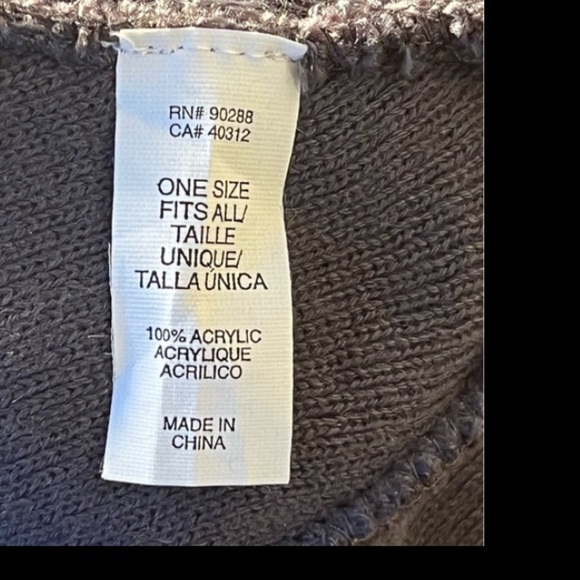 RN# 90288
CA# 40312
ONE SIZE
FITS ALL/
TAILLE
UNIQUE/
TALLA ÚNICA
100% ACRYLIC
ACRYLIQUE
ACRILICO
MADE IN
CHINA